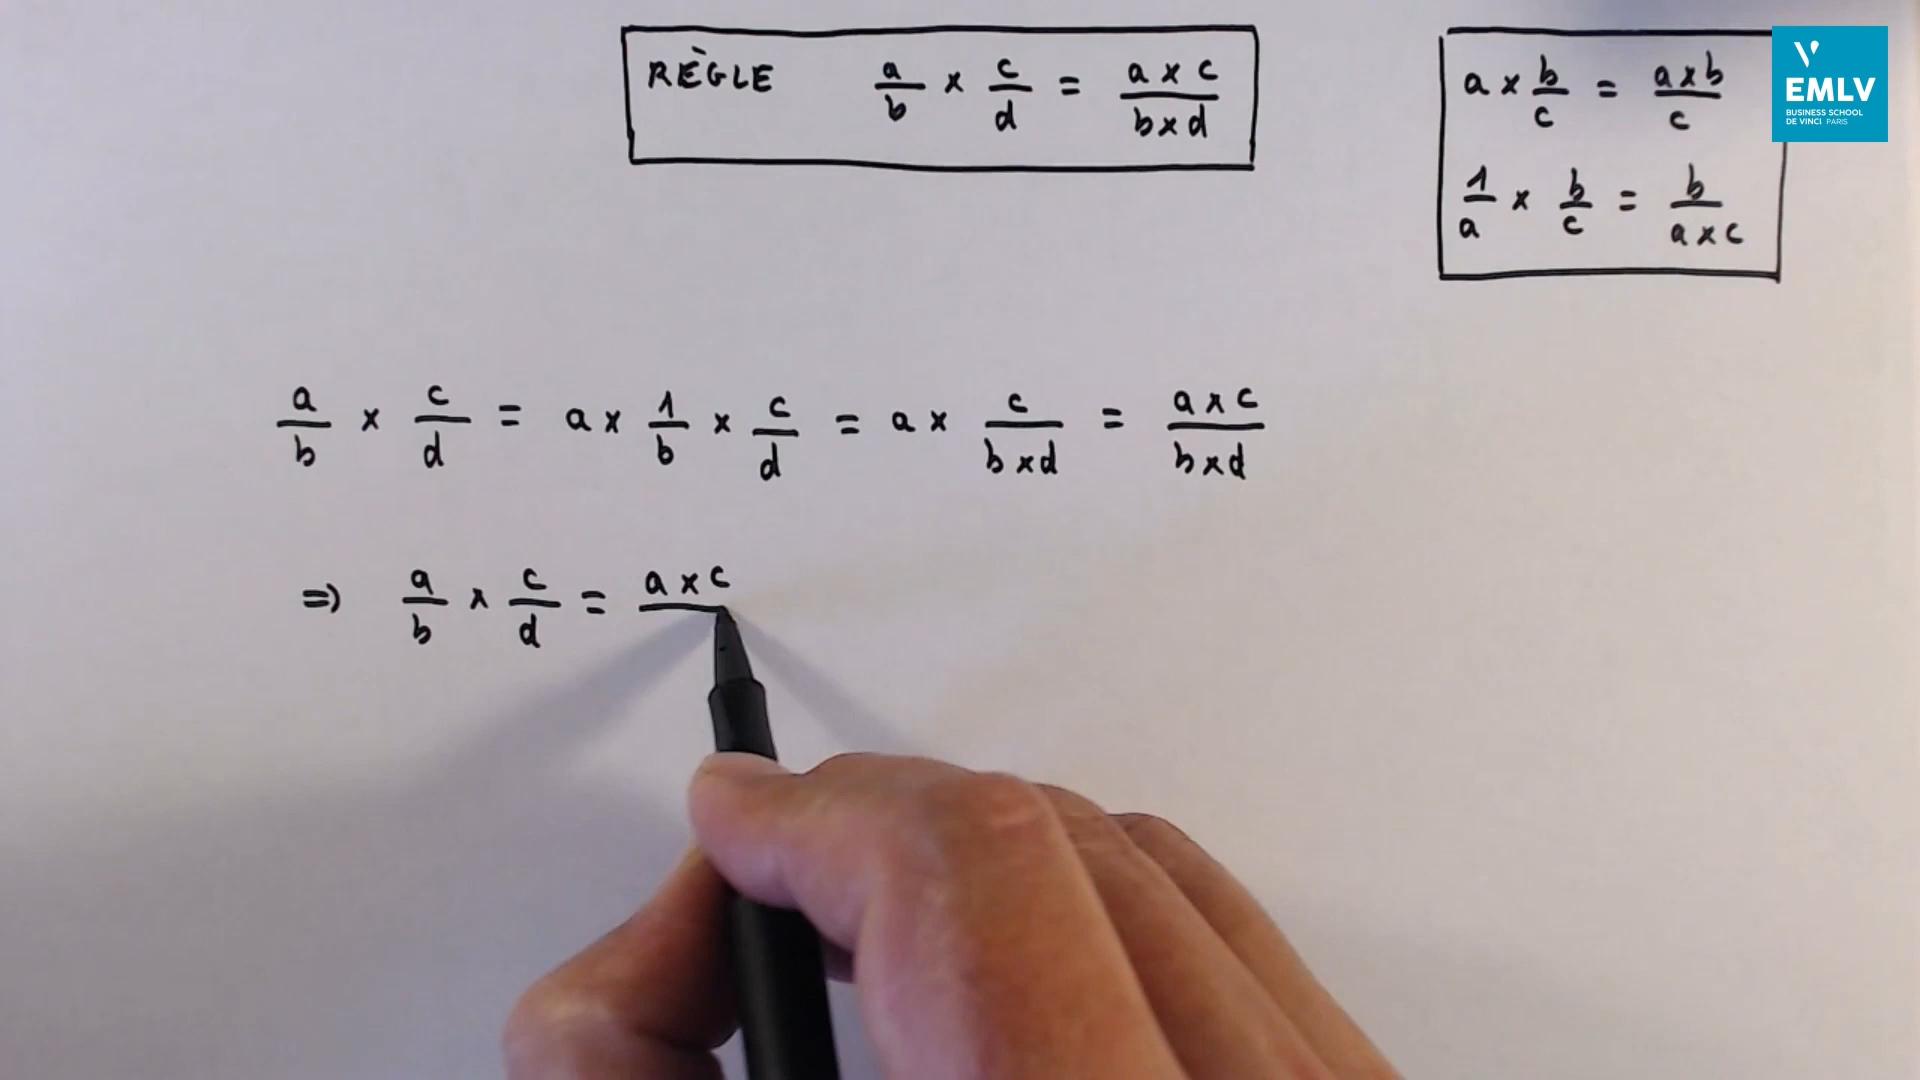 RÈGLE a/b × c/d = (a × c)/(b × d)
a × b/c = (a × b)/c
1/a × b/c = b/(a × c)
EMLV
BUSINESS SCHOOL
DE VINCI PARIS
a/b × c/d = a × 1/b × c/d = a × c/(b × d) = (a × c)/(b × d)
=> a/b × c/d = a × c